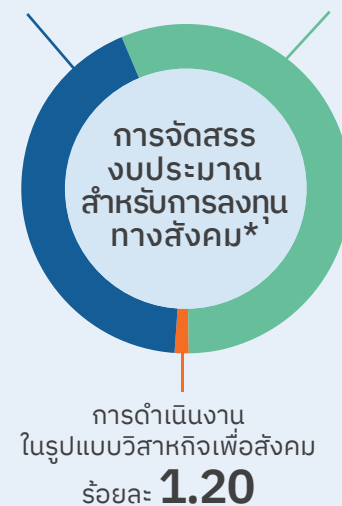 การจัดสรร
งบประมาณ
สำหรับการลงทุน
ทางสังคม*
การดำเนินงาน
ในรูปแบบวิสาหกิจเพื่อสังคม
ร้อยละ 1.20